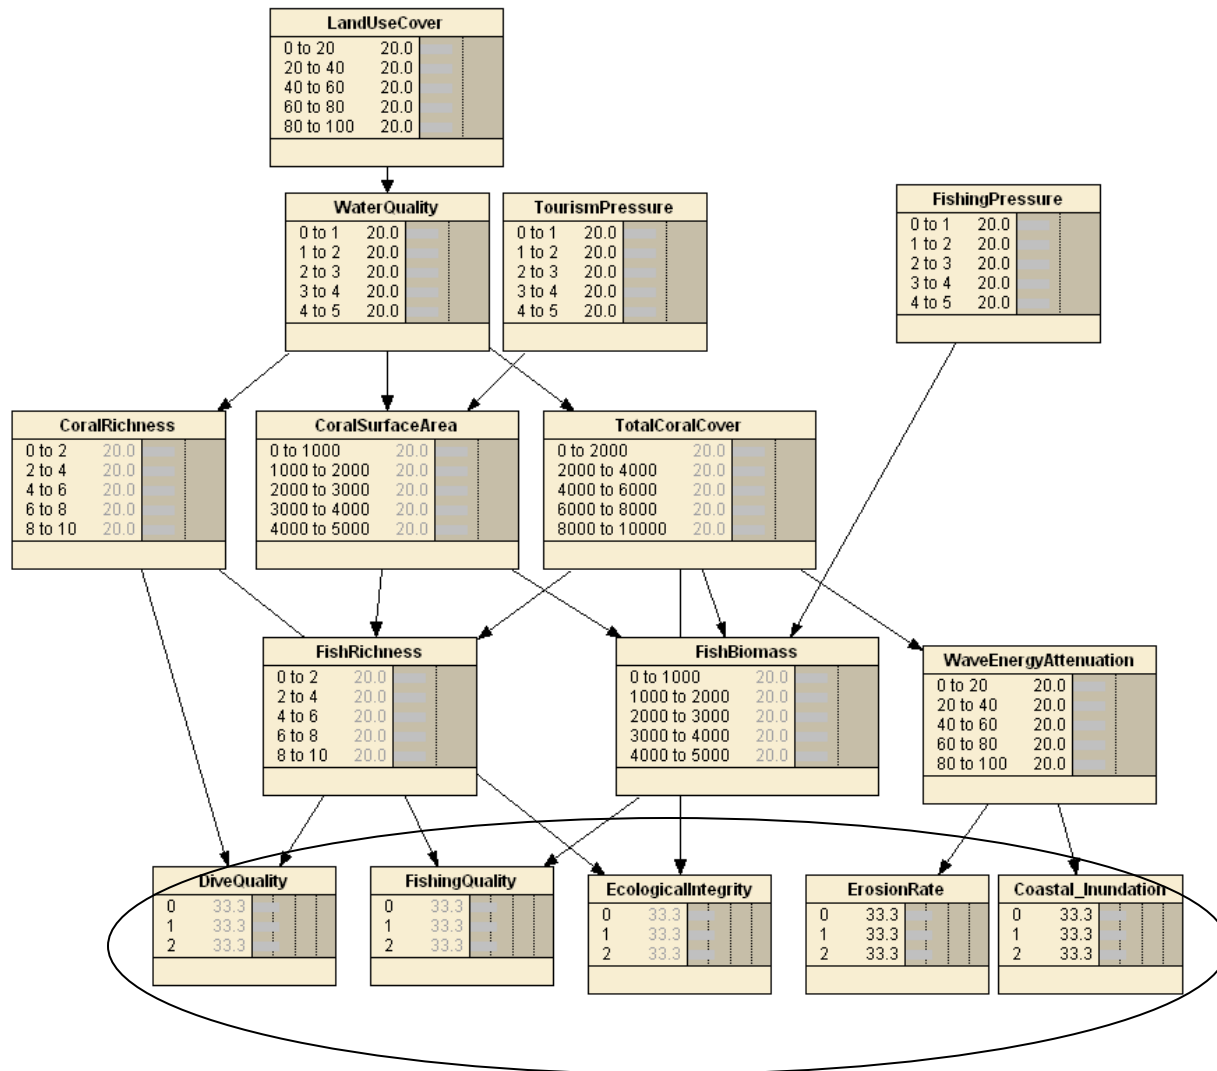 LandUseCover
0 to 20 20.0
20 to 40 20.0
40 to 60 20.0
60 to 80 20.0
80 to 100 20.0
WaterQuality
0 to 1 20.0
1 to 2 20.0
2 to 3 20.0
3 to 4 20.0
4 to 5 20.0
TourismPressure
0 to 1 20.0
1 to 2 20.0
2 to 3 20.0
3 to 4 20.0
4 to 5 20.0
FishingPressure
0 to 1 20.0
1 to 2 20.0
2 to 3 20.0
3 to 4 20.0
4 to 5 20.0
CoralRichness
0 to 2 20.0
2 to 4 20.0
4 to 6 20.0
6 to 8 20.0
8 to 10 20.0
CoralSurfaceArea
0 to 1000 20.0
1000 to 2000 20.0
2000 to 3000 20.0
3000 to 4000 20.0
4000 to 5000 20.0
TotalCoralCover
0 to 2000 20.0
2000 to 4000 20.0
4000 to 6000 20.0
6000 to 8000 20.0
8000 to 10000 20.0
FishRichness
0 to 2 20.0
2 to 4 20.0
4 to 6 20.0
6 to 8 20.0
8 to 10 20.0
FishBiomass
0 to 1000 20.0
1000 to 2000 20.0
2000 to 3000 20.0
3000 to 4000 20.0
4000 to 5000 20.0
WaveEnergyAttenuation
0 to 20 20.0
20 to 40 20.0
40 to 60 20.0
60 to 80 20.0
80 to 100 20.0
DiveQuality
0 33.3
1 33.3
2 33.3
FishingQuality
0 33.3
1 33.3
2 33.3
EcologicalIntegrity
0 33.3
1 33.3
2 33.3
ErosionRate
0 33.3
1 33.3
2 33.3
Coastal_Inundation
0 33.3
1 33.3
2 33.3